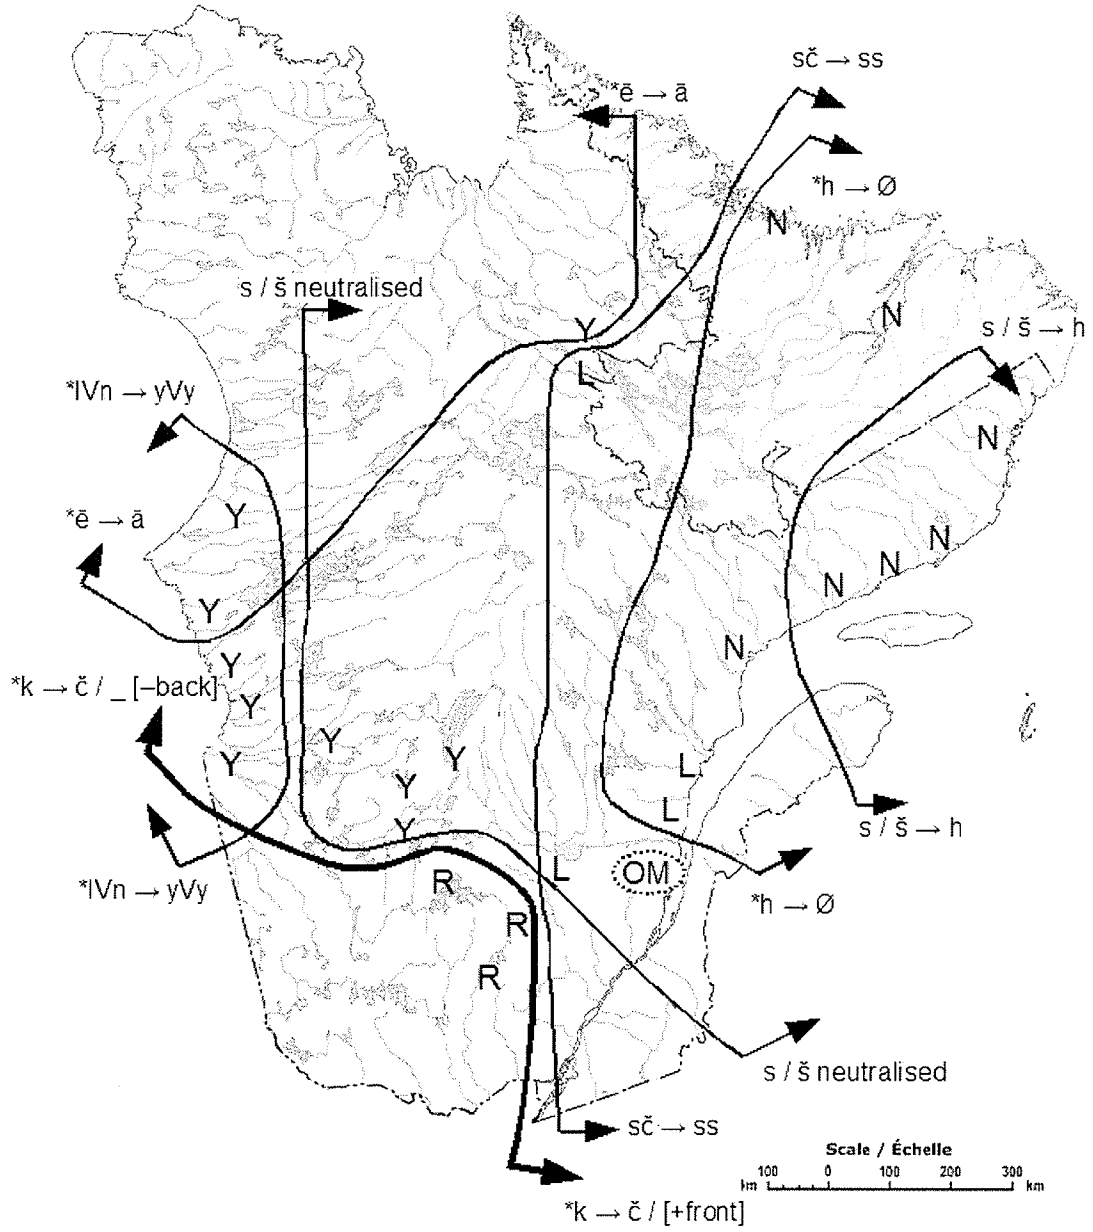 sč → ss
*ē → ā
*h → Ø
N
s / š neutralised
N
s / š → h
Y
L
*lVn → yVy
N
Y
*ē → ā
N
N
N
Y
N
Y
*k → č / _ [–back]
Y
Y
Y
Y
L
Y
L
Y
s / š → h
L
OM
*lVn → yVy
R
*h → Ø
R
R
s / š neutralised
sč → ss
Scale / Échelle
100 0 100 200 300
km km
*k → č / [+front]